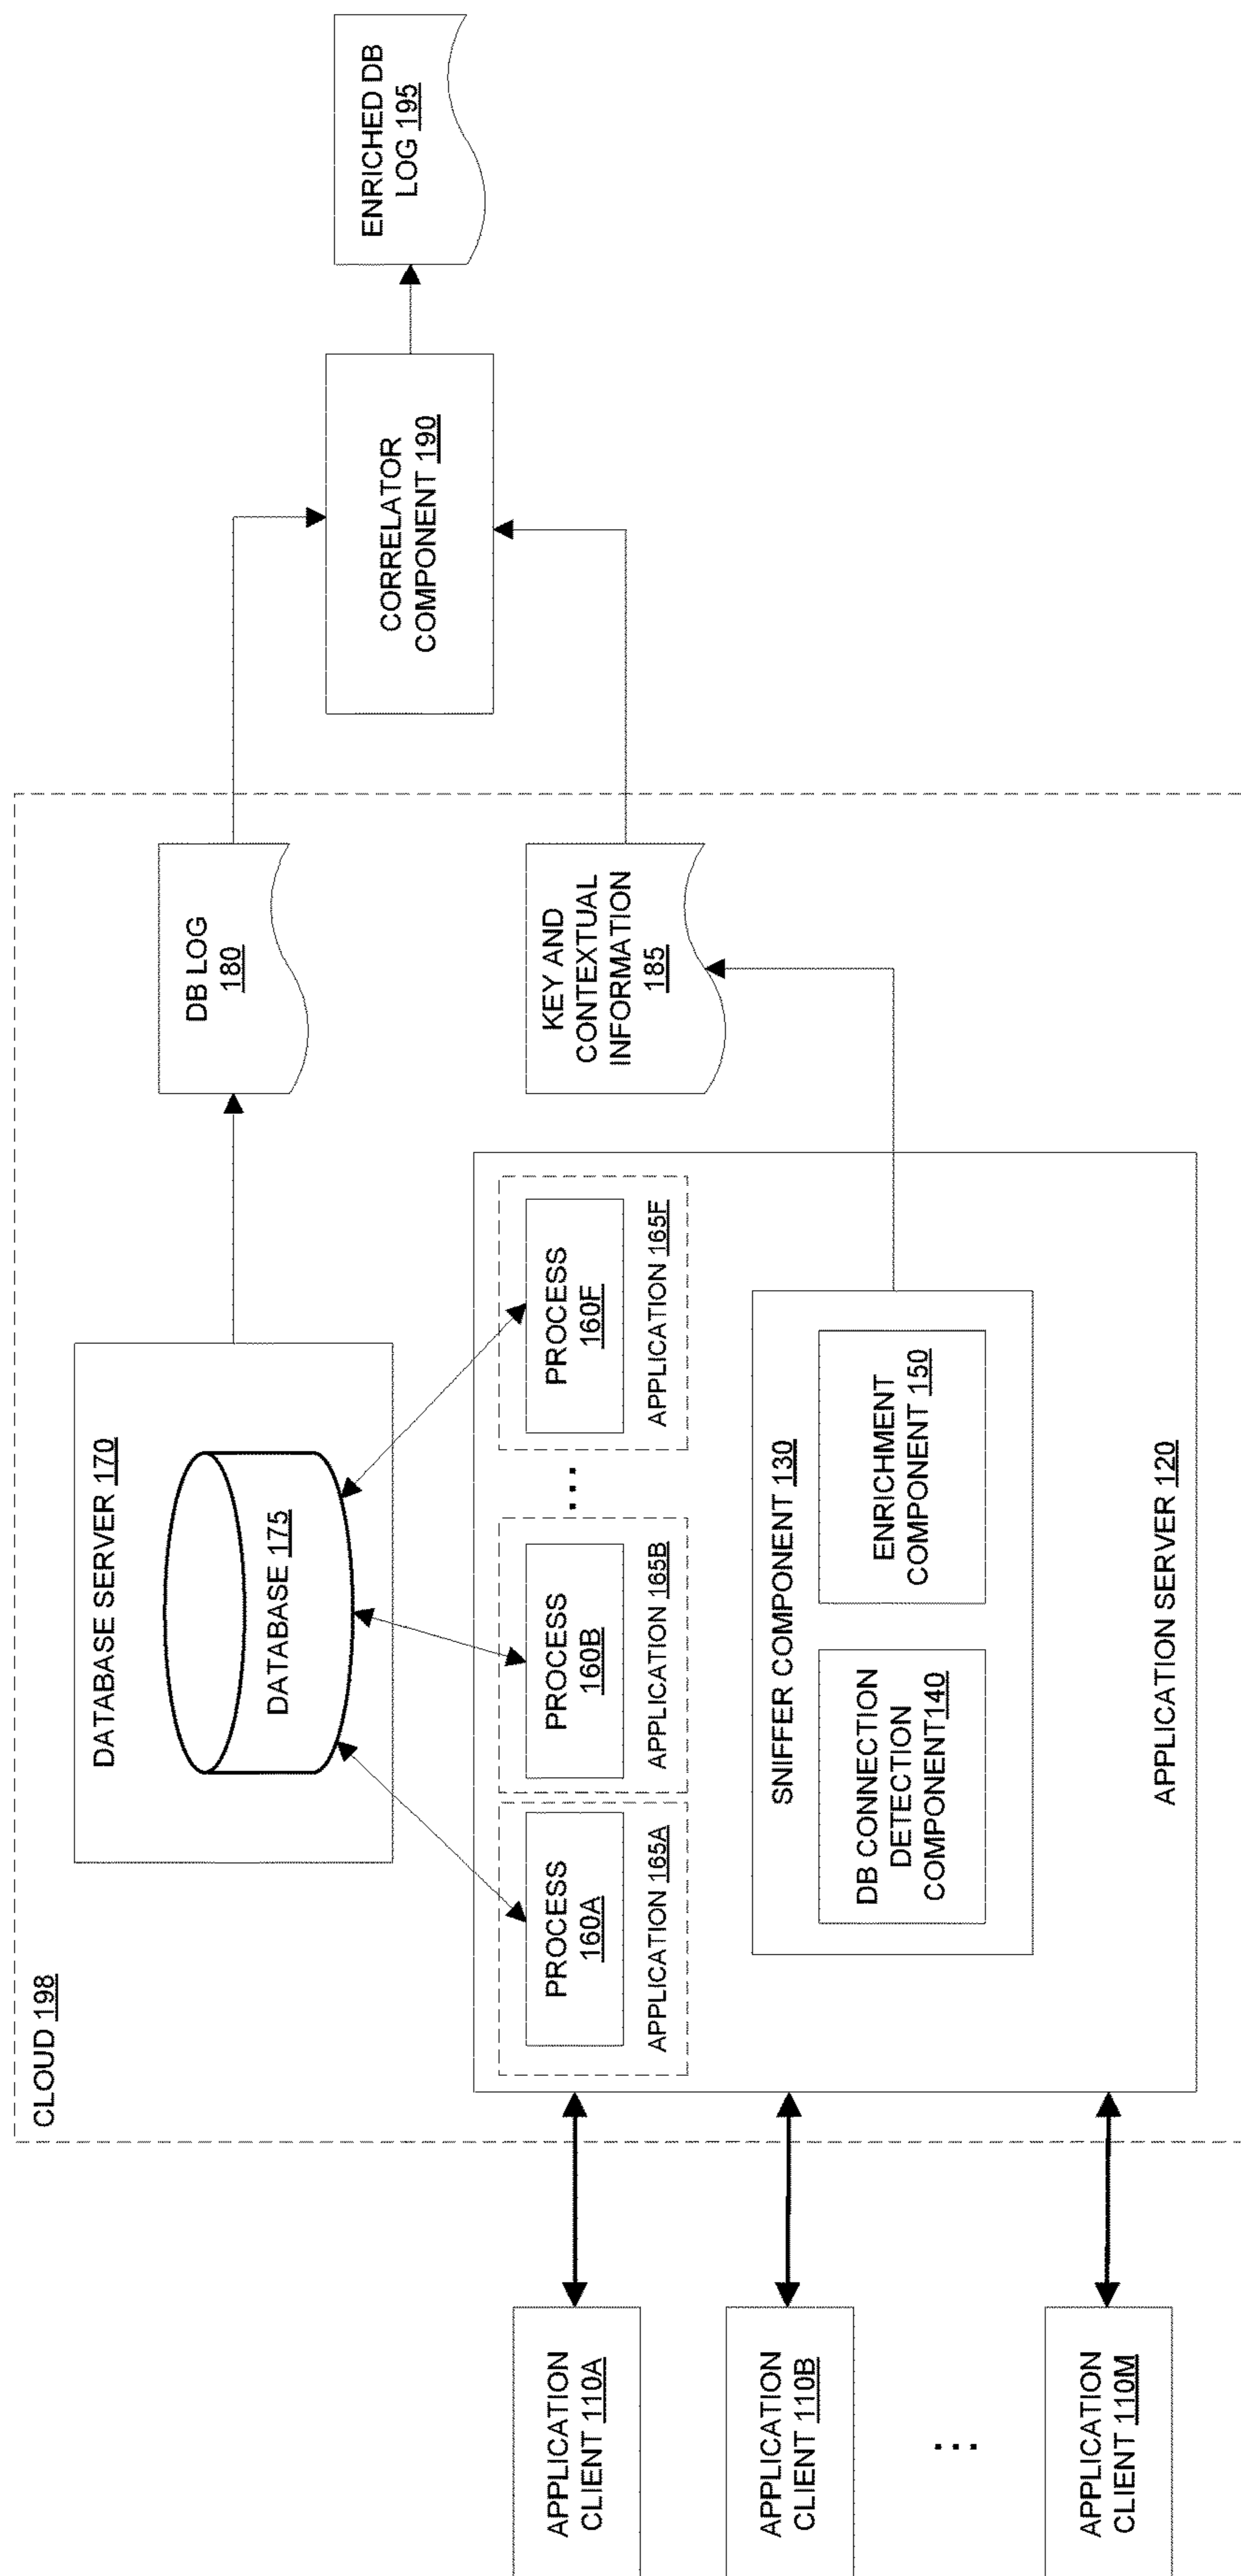 CLOUD 198
DATABASE SERVER 170
DATABASE 175
DB LOG
180
APPLICATION
CLIENT 110A
APPLICATION
CLIENT 110B
...
APPLICATION
CLIENT 110M
PROCESS
160A
APPLICATION 165A
PROCESS
160B
APPLICATION 165B
...
PROCESS
160F
APPLICATION 165F
SNIFFER COMPONENT 130
DB CONNECTION
DETECTION
COMPONENT140
ENRICHMENT
COMPONENT 150
APPLICATION SERVER 120
KEY AND
CONTEXTUAL
INFORMATION
185
CORRELATOR
COMPONENT 190
ENRICHED DB
LOG 195